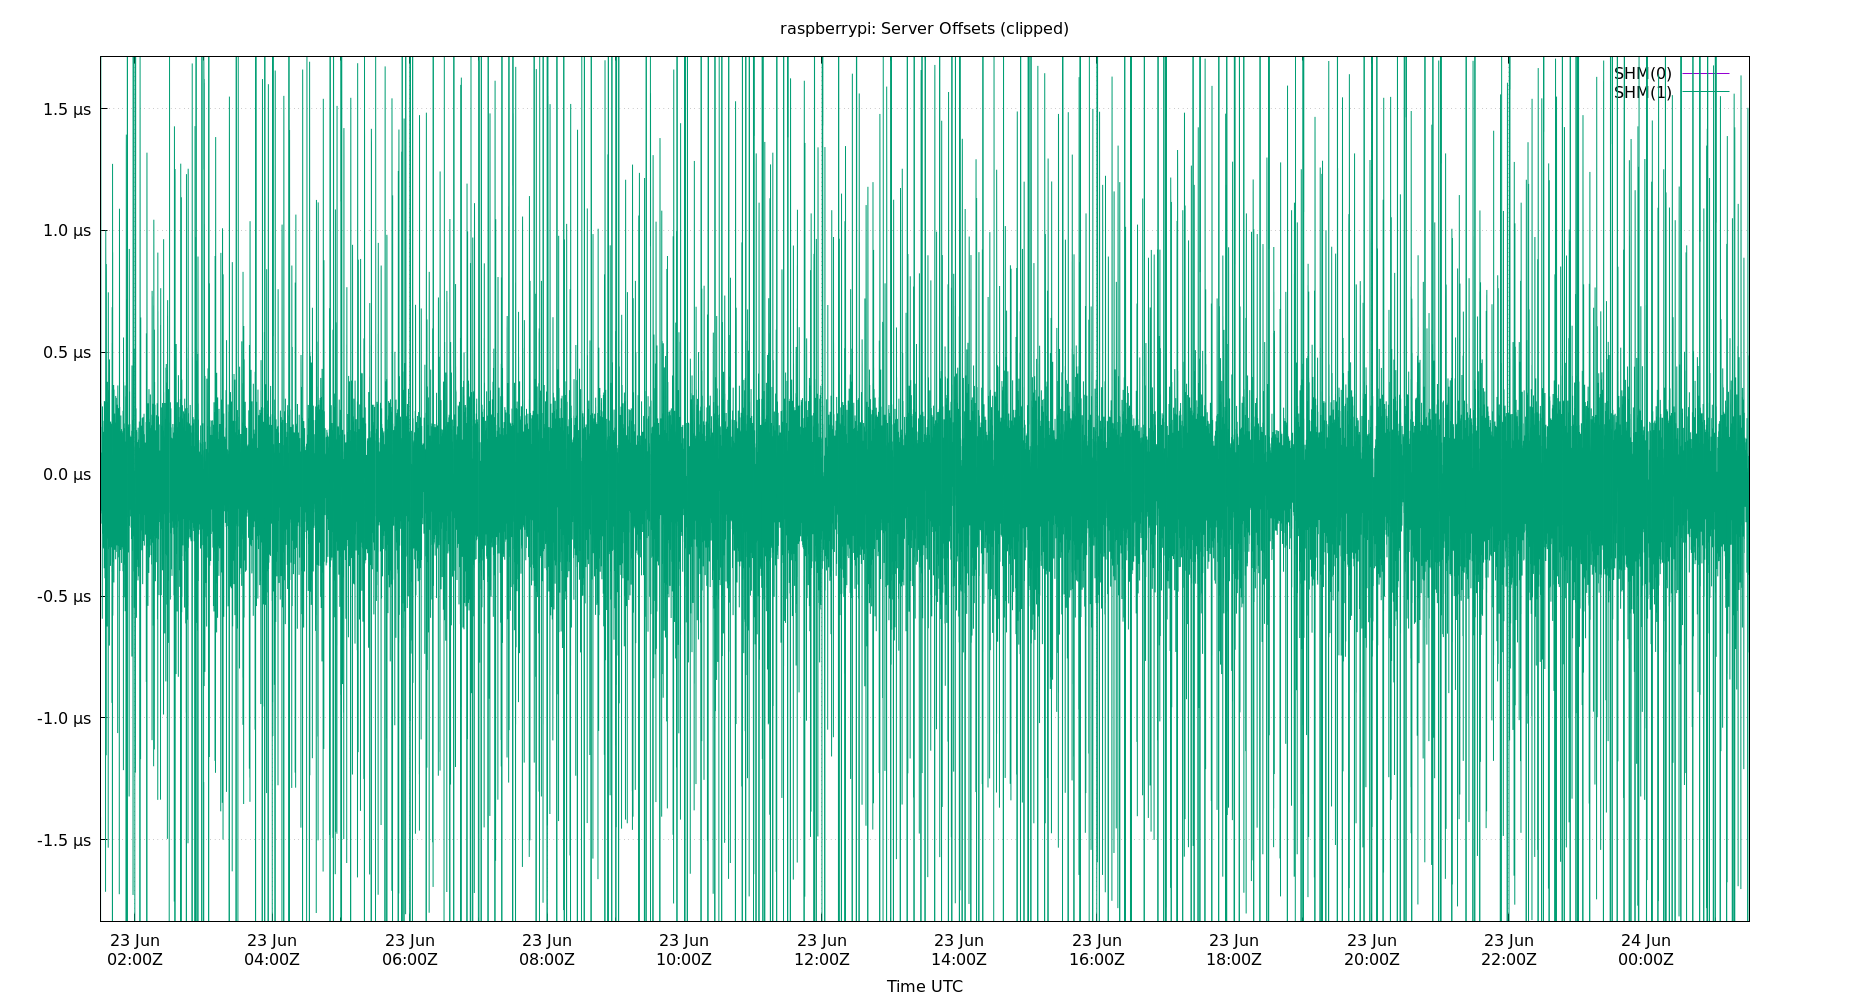 raspberrypi: Server Offsets (clipped)
SHM(0)
SHM(1)
1.5 µs
1.0 µs
0.5 µs
0.0 µs
-0.5 µs
-1.0 µs
-1.5 µs
23 Jun 23 Jun 23 Jun 23 Jun 23 Jun 23 Jun 23 Jun 23 Jun 23 Jun 23 Jun 23 Jun 24 Jun
02:00Z 04:00Z 06:00Z 08:00Z 10:00Z 12:00Z 14:00Z 16:00Z 18:00Z 20:00Z 22:00Z 00:00Z
Time UTC